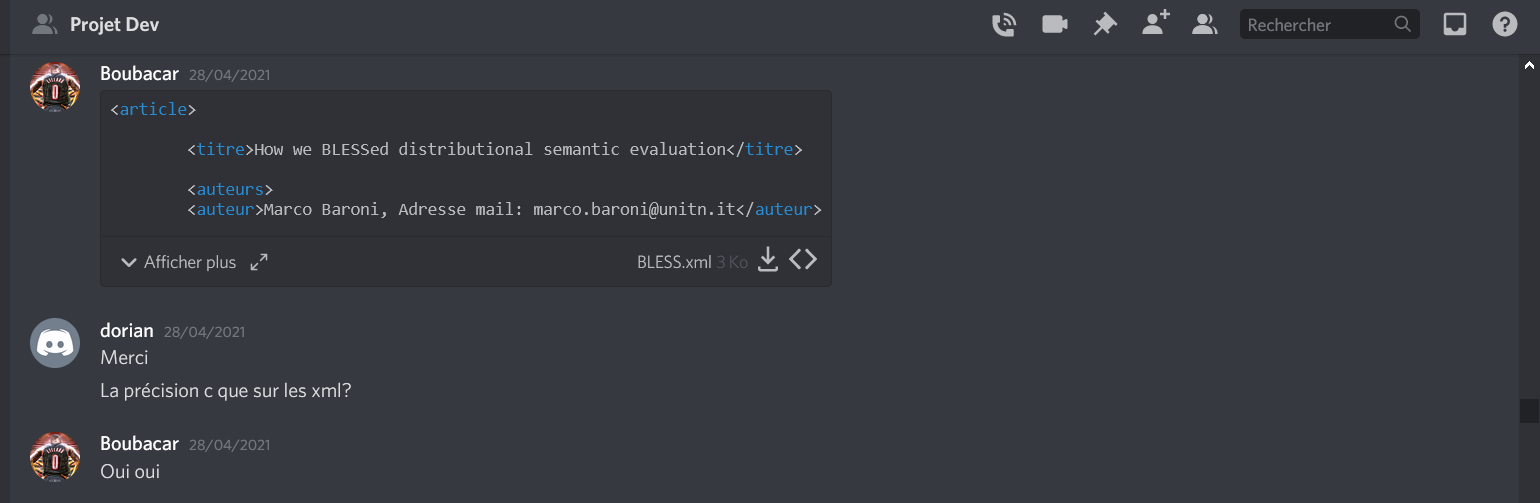 Projet Dev
Rechercher
Boubacar 28/04/2021
<article>
<titre>How we BLESSed distributional semantic evaluation</titre>
<auteurs>
<auteur>Marco Baroni, Adresse mail: marco.baroni@unitn.it</auteur>
Afficher plus
BLESS.xml 3 Ko
dorian 28/04/2021
Merci
La précision c que sur les xml?
Boubacar 28/04/2021
Oui oui